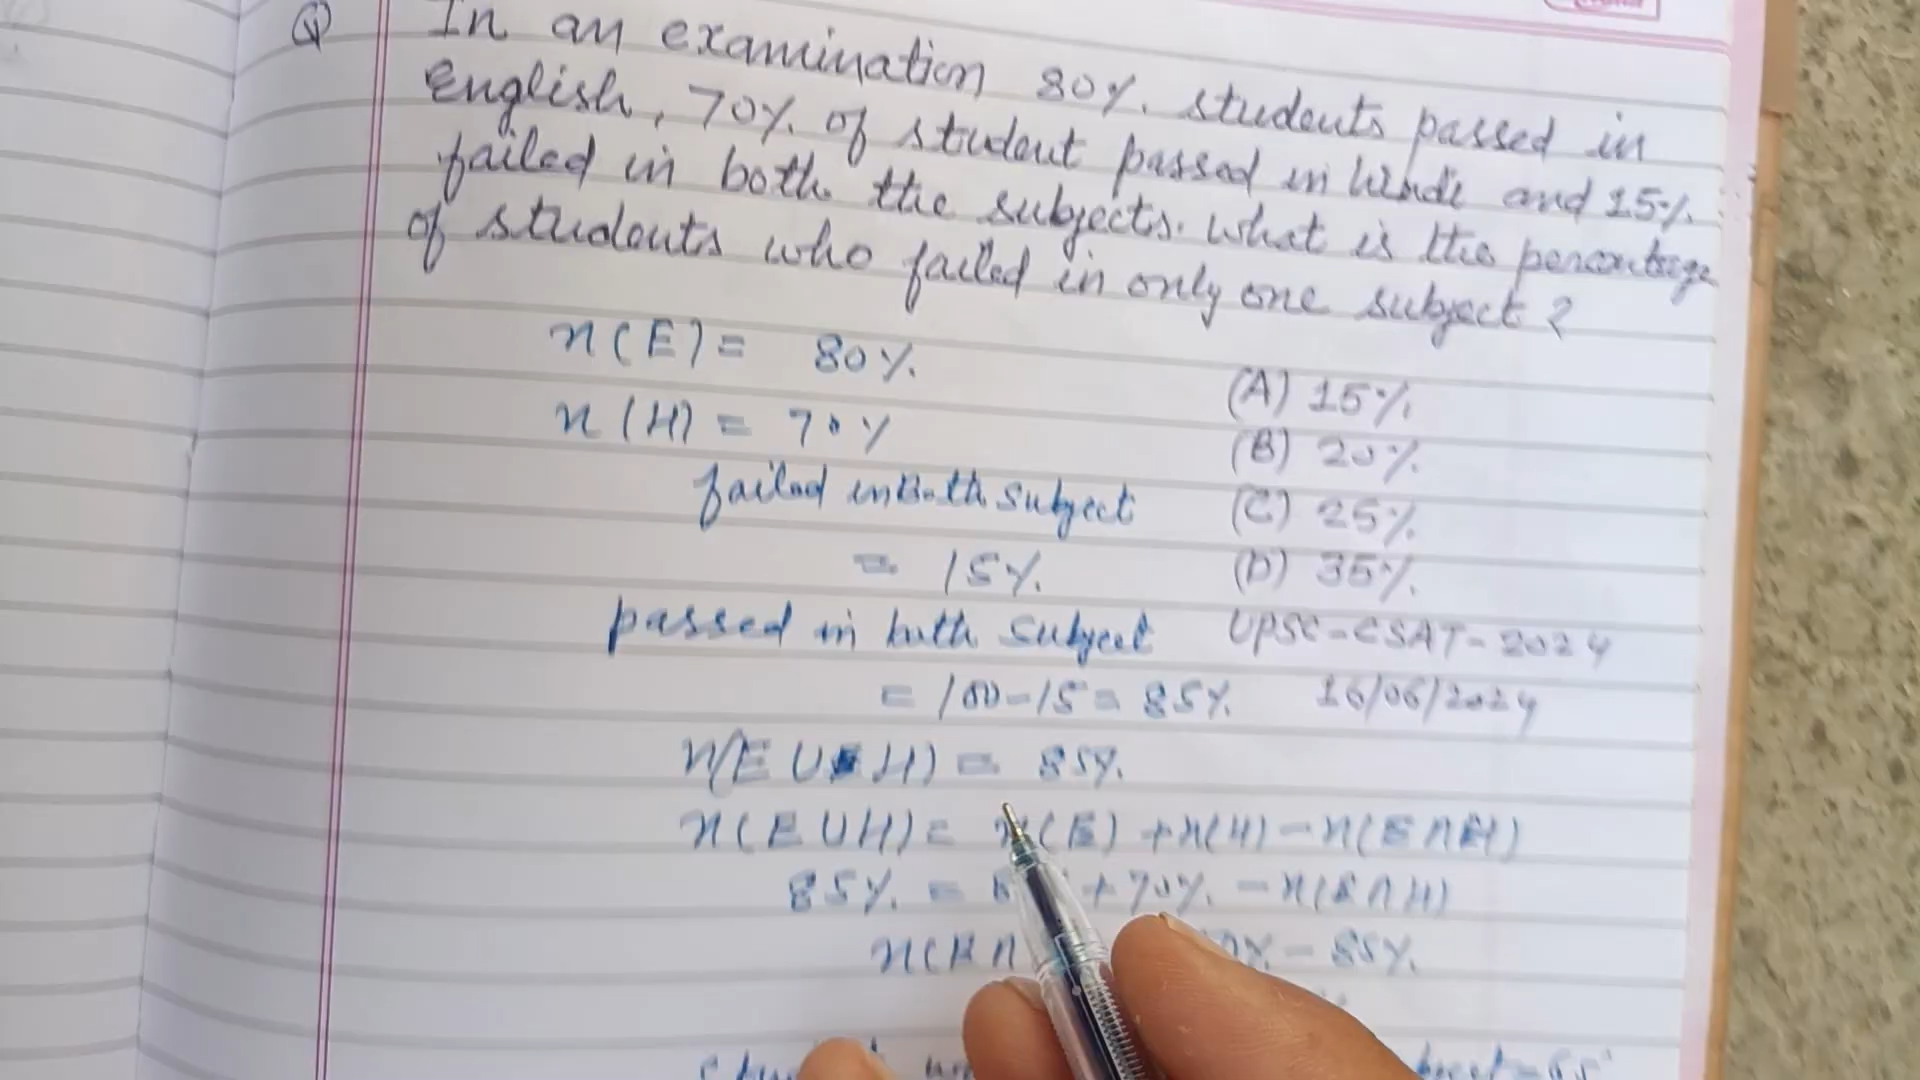 Q In an examination 80%. students passed in
English, 70%. of student passed in hindi and 15%.
failed in both the subjects. what is the percentage
of students who failed in only one subject ?
n(E) = 80%.
n(H) = 70%
failed in Both subject
= 15%.
passed in both subject
= 100-15 = 85%.
(A) 15%.
(B) 20%.
(C) 25%.
(D) 35%.
UPSC-CSAT-2024
16/06/2024
n(E U H) = 85%.
n(E U H) = n(E) + n(H) - n(E ∩ H)
85%. = + 70%. - n(E ∩ H)
n(E ∩ - 85%.